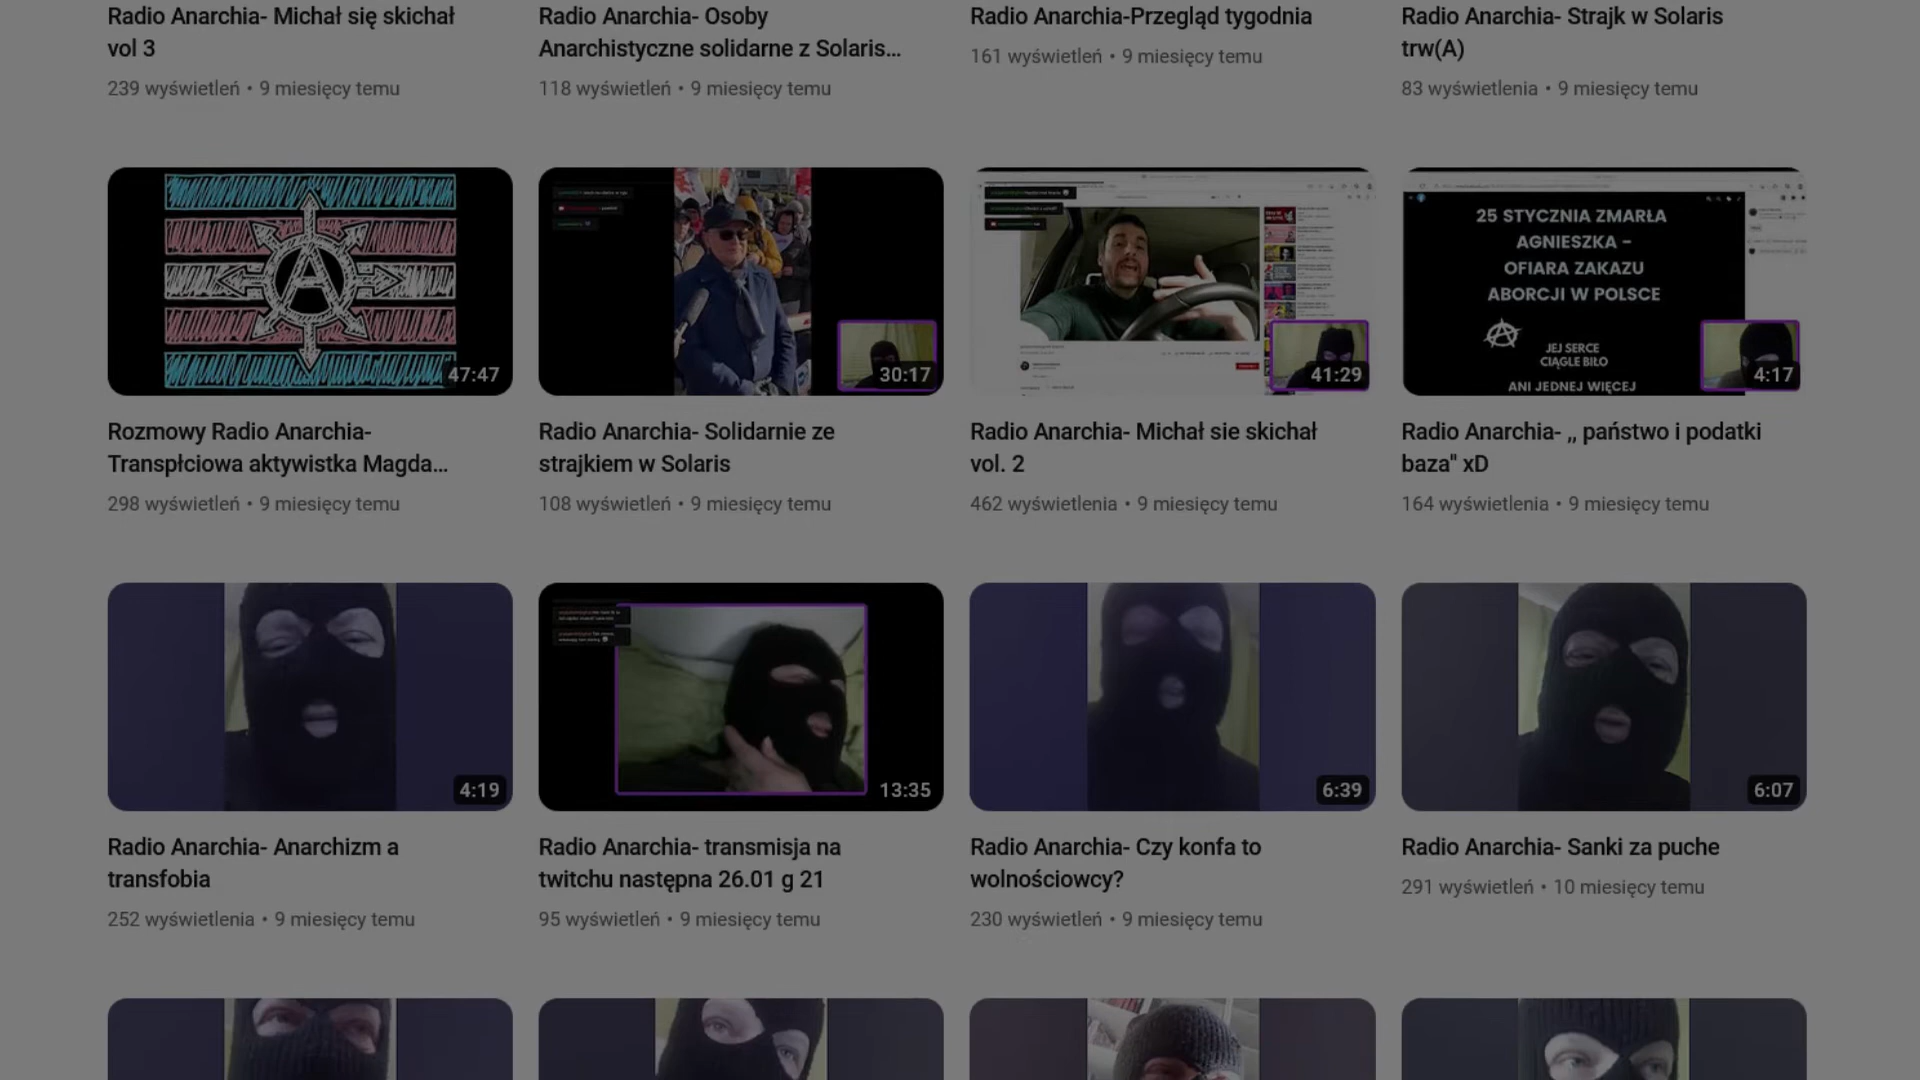 Radio Anarchia- Michał się skichał
vol 3
239 wyświetleń • 9 miesięcy temu
Radio Anarchia- Osoby
Anarchistyczne solidarne z Solaris...
118 wyświetleń • 9 miesięcy temu
Radio Anarchia-Przegląd tygodnia
161 wyświetleń • 9 miesięcy temu
Radio Anarchia- Strajk w Solaris
trw(A)
83 wyświetlenia • 9 miesięcy temu
47:47
30:17
41:29
25 STYCZNIA ZMARŁA
AGNIESZKA –
OFIARA ZAKAZU
ABORCJI W POLSCE
JEJ SERCE
CIĄGLE BIŁO
ANI JEDNEJ WIĘCEJ
4:17
Rozmowy Radio Anarchia-
Transpłciowa aktywistka Magda...
298 wyświetleń • 9 miesięcy temu
Radio Anarchia- Solidarnie ze
strajkiem w Solaris
108 wyświetleń • 9 miesięcy temu
Radio Anarchia- Michał sie skichał
vol. 2
462 wyświetlenia • 9 miesięcy temu
Radio Anarchia- ,, państwo i podatki
baza" xD
164 wyświetlenia • 9 miesięcy temu
4:19
13:35
6:39
6:07
Radio Anarchia- Anarchizm a
transfobia
252 wyświetlenia • 9 miesięcy temu
Radio Anarchia- transmisja na
twitchu następna 26.01 g 21
95 wyświetleń • 9 miesięcy temu
Radio Anarchia- Czy konfa to
wolnościowcy?
230 wyświetleń • 9 miesięcy temu
Radio Anarchia- Sanki za puche
291 wyświetleń • 10 miesięcy temu